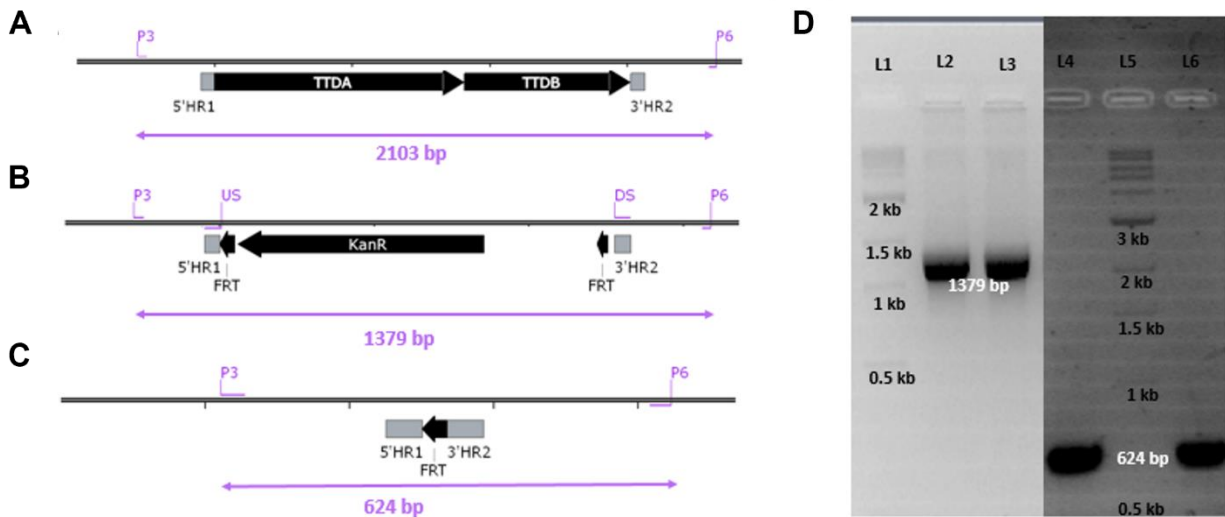 A
P3
P6
TTDA
TTDB
5'HR1
3'HR2
2103 bp
B
P3
US
DS
P6
KanR
5'HR1
3'HR2
FRT
FRT
1379 bp
C
P3
P6
5'HR1
3'HR2
FRT
624 bp
D
L1
L2
L3
L4
L5
L6
2 kb
1.5 kb
1379 bp
1 kb
0.5 kb
3 kb
2 kb
1.5 kb
1 kb
624 bp
0.5 kb